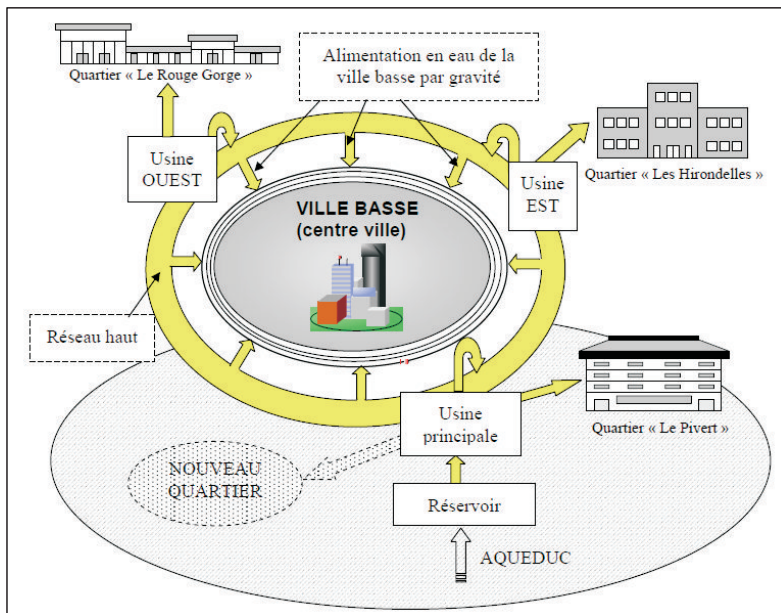 Quartier « Le Rouge Gorge »
Alimentation en eau de la
ville basse par gravité
Usine
OUEST
Usine
EST
Quartier « Les Hirondelles »
VILLE BASSE
(centre ville)
Réseau haut
Usine
principale
Quartier « Le Pivert »
NOUVEAU
QUARTIER
Réservoir
AQUEDUC